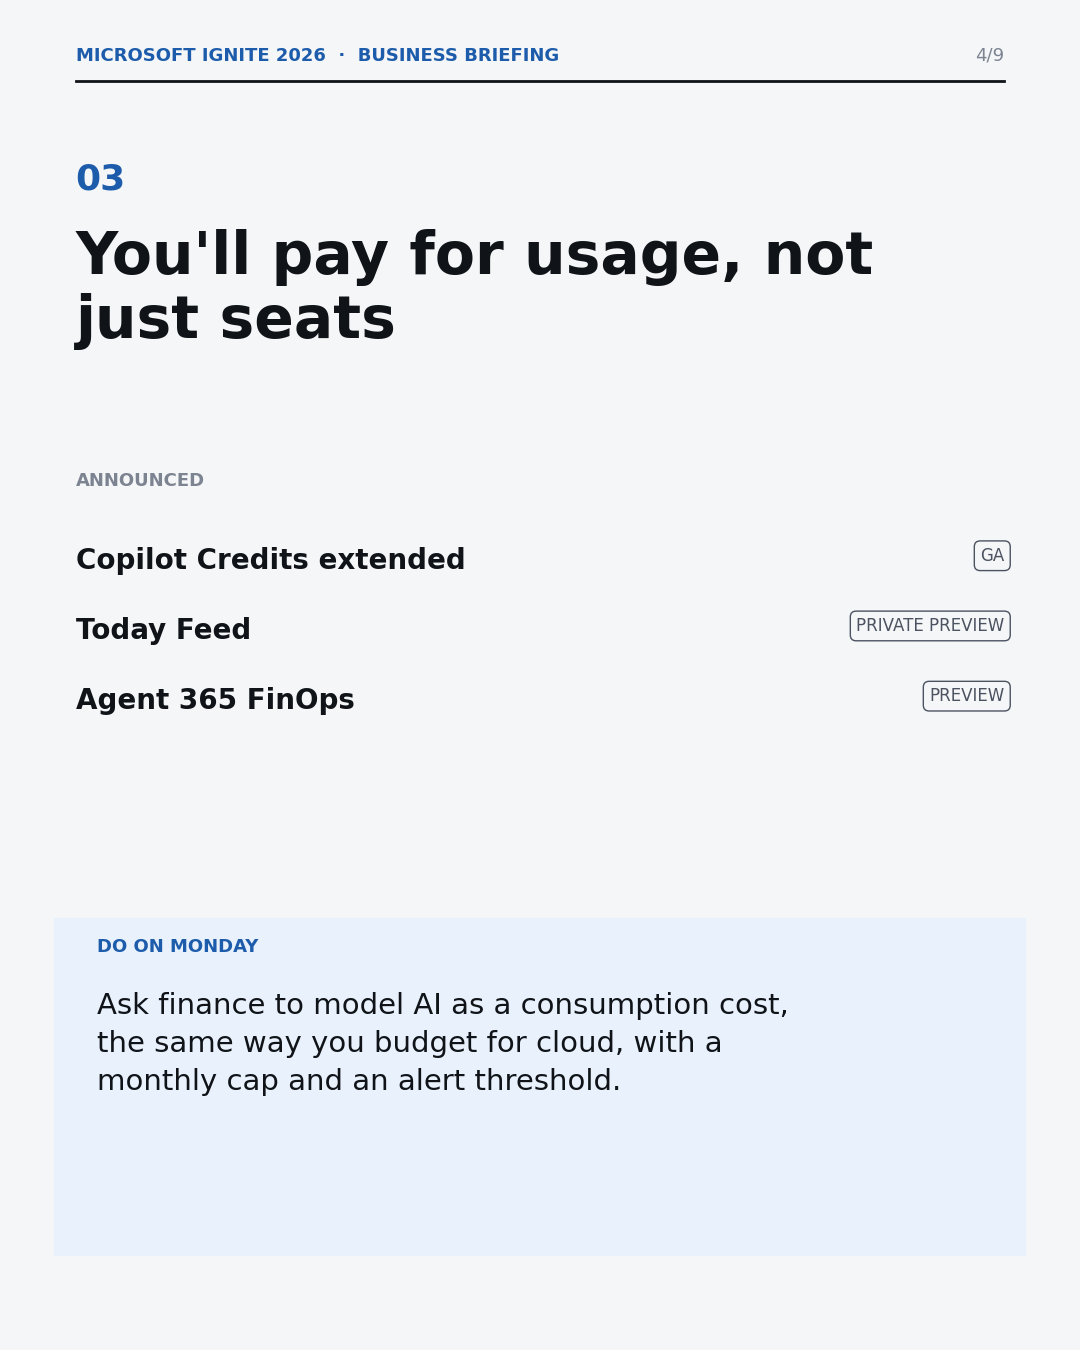 MICROSOFT IGNITE 2026 · BUSINESS BRIEFING 4/9
03
You'll pay for usage, not
just seats
ANNOUNCED
Copilot Credits extended GA
Today Feed PRIVATE PREVIEW
Agent 365 FinOps PREVIEW
DO ON MONDAY
Ask finance to model AI as a consumption cost,
the same way you budget for cloud, with a
monthly cap and an alert threshold.